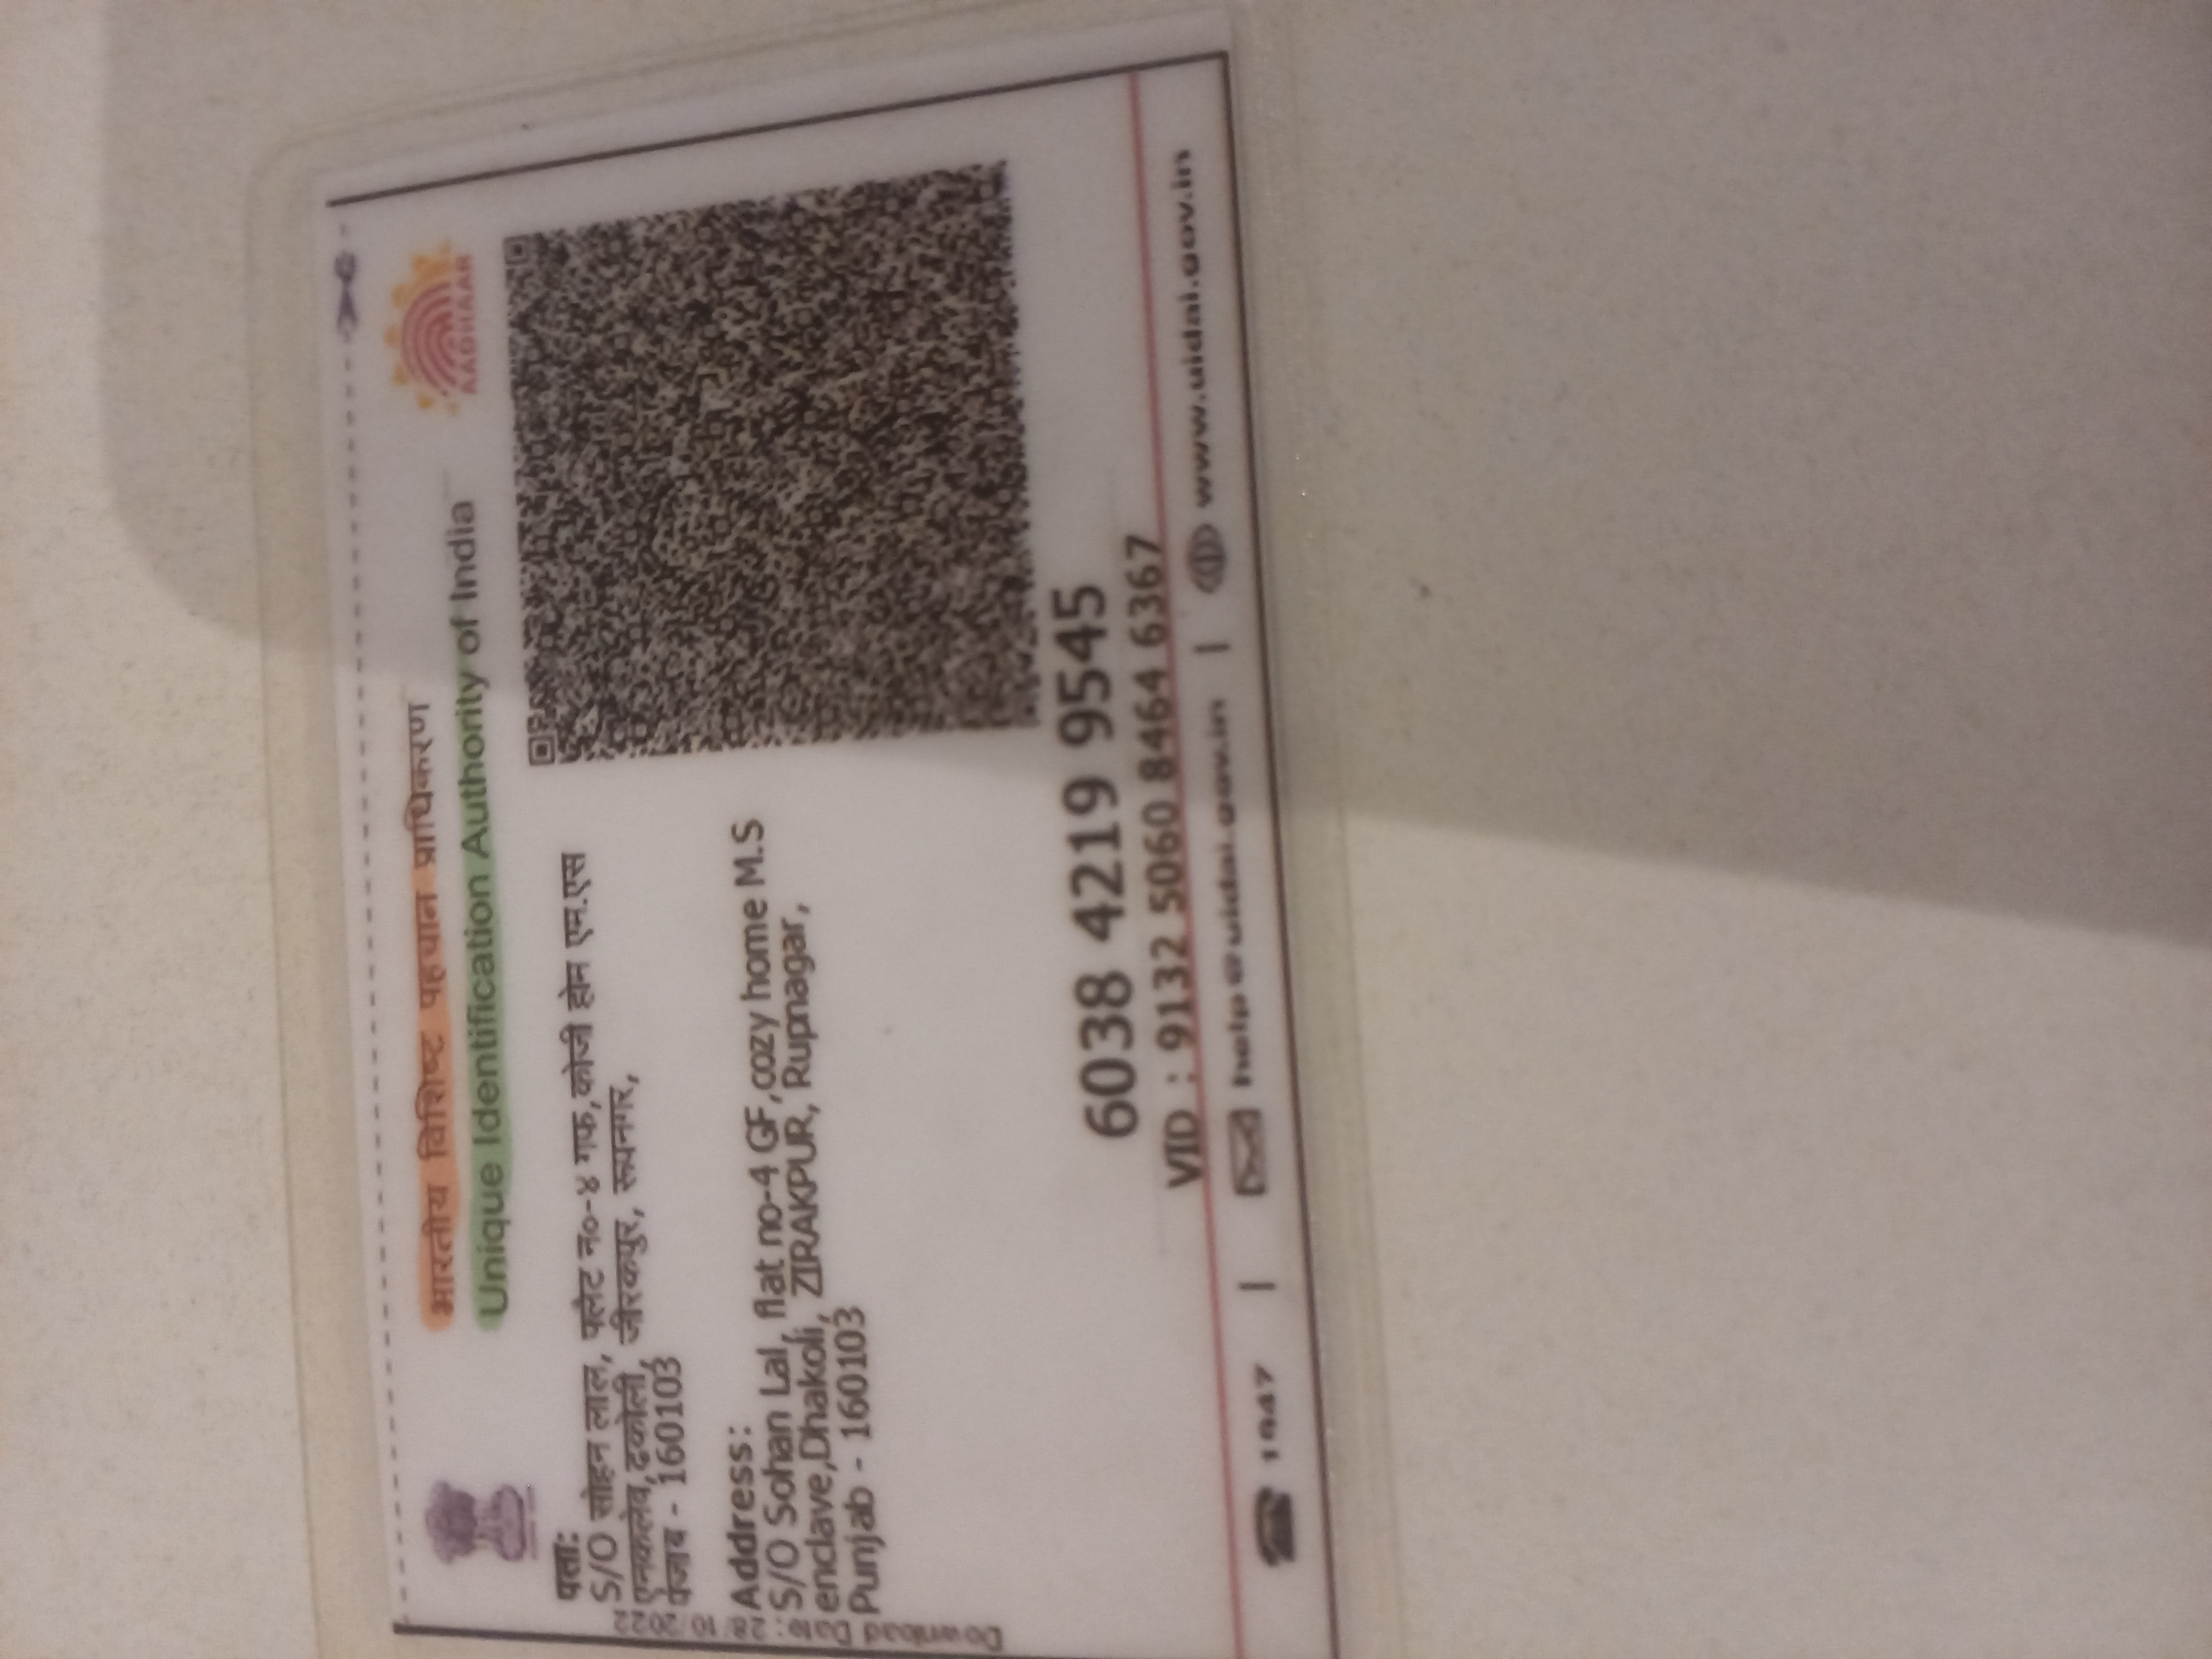 भारतीय विशिष्ट पहचान प्राधिकरण
Unique Identification Authority of India
AADHAAR
पता:
S/O सोहन लाल, फ्लैट नं०-४ गफ,कोजी होम एम.एस
एनकलेव,ढकोली, जीरकपुर, रूपनगर,
पंजाब - 160103
Address:
S/O Sohan Lal, flat no-4 GF,cozy home M.S
enclave,Dhakoli, ZIRAKPUR, Rupnagar,
Punjab - 160103
Download Date: 28/10/2022
6038 4219 9545
VID : 9132 5060 8464 6367
1947 | help@uidai.gov.in | www.uidai.gov.in